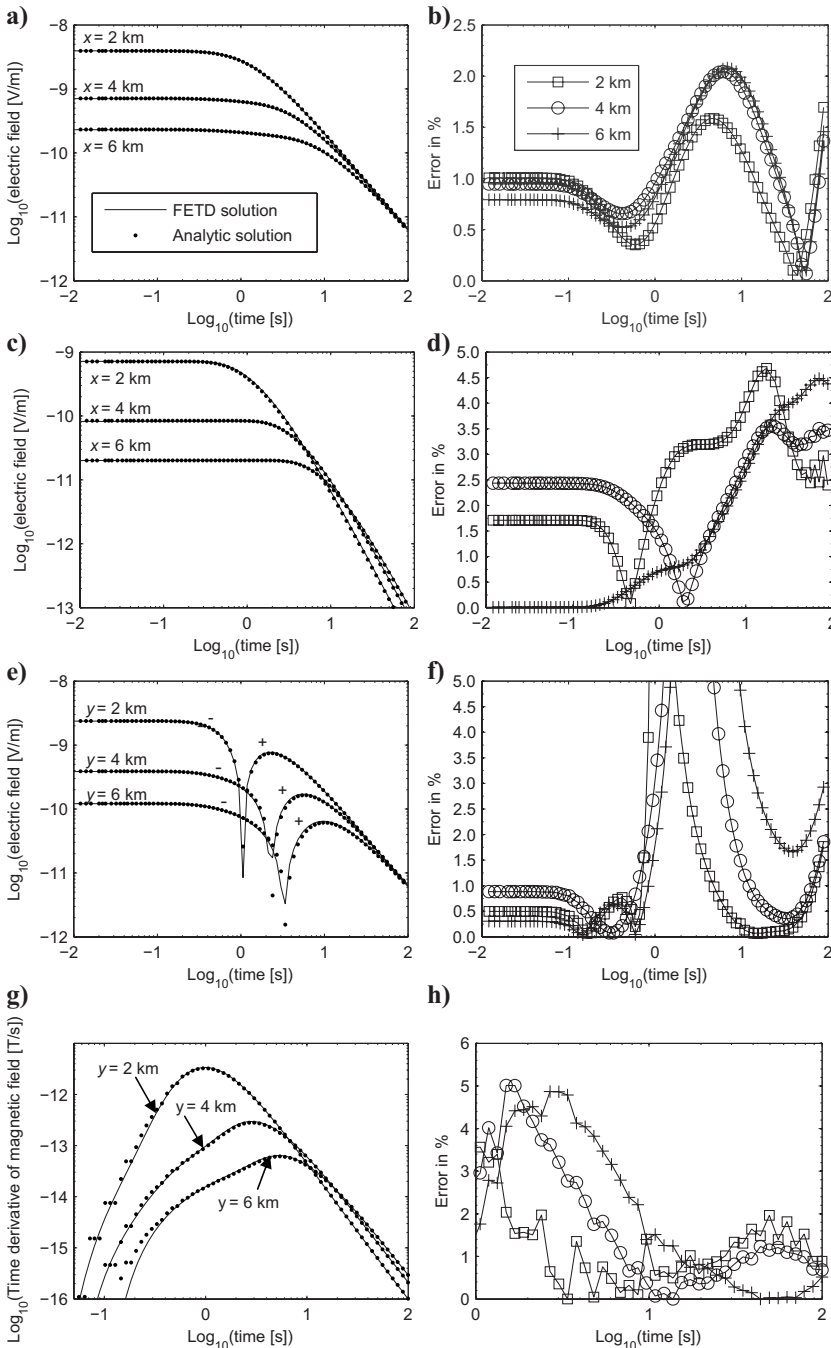 a)
−8
−9
−10
−11
−12
Log10(electric field [V/m])
x = 2 km
x = 4 km
x = 6 km
FETD solution
Analytic solution
−2 −1 0 1 2
Log10(time [s])
b)
2.5
2.0
1.5
1.0
0.5
0.0
Error in %
2 km
4 km
6 km
−2 −1 0 1 2
Log10(time [s])
c)
−9
−10
−11
−12
−13
Log10(electric field [V/m])
x = 2 km
x = 4 km
x = 6 km
−2 −1 0 1 2
Log10(time [s])
d)
5.0
4.5
4.0
3.5
3.0
2.5
2.0
1.5
1.0
0.5
0.0
Error in %
−2 −1 0 1 2
Log10(time [s])
e)
−8
−9
−10
−11
−12
Log10(electric field [V/m])
y = 2 km
y = 4 km
y = 6 km
- + - + - +
−2 −1 0 1 2
Log10(time [s])
f)
5.0
4.5
4.0
3.5
3.0
2.5
2.0
1.5
1.0
0.5
0.0
Error in %
−2 −1 0 1 2
Log10(time [s])
g)
−12
−13
−14
−15
−16
Log10(Time derivative of magnetic field [T/s])
y = 2 km
y = 4 km
y = 6 km
−1 0 1 2
Log10(time [s])
h)
6
5
4
3
2
1
0
Error in %
0 1 2
Log10(time [s])